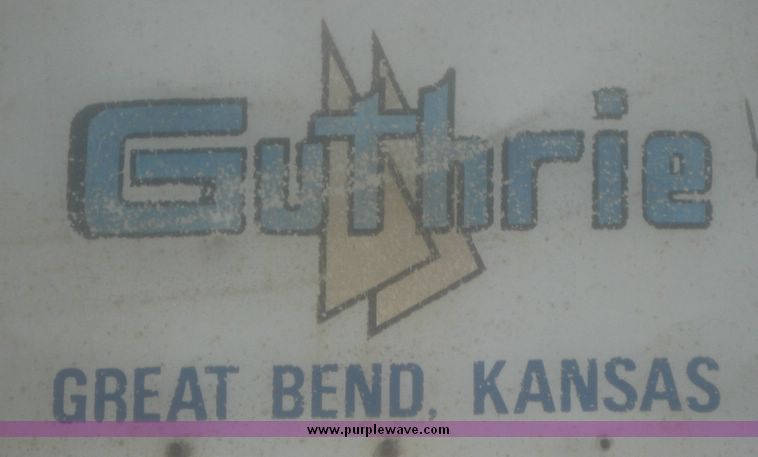 Guthrie
GREAT BEND, KANSAS
www.purplewave.com